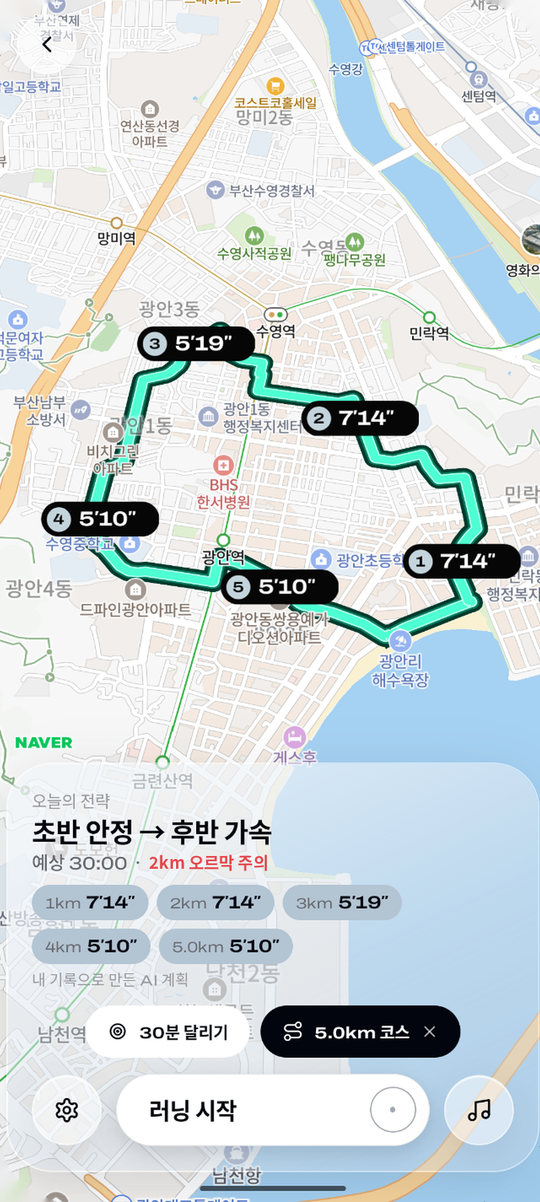 부산연제
경찰서
센텀톨게이트
수영강
센텀역
코스트코홀세일
망미2동
연산동선경
아파트
부산수영경찰서
망미역
수영사적공원
수영동
팽나무공원
영화의
광안3동
수영역
민락역
3 5′19″
부산남부
소방서
광안1동
광안1동
행정복지센터
2 7′14″
비치그린
아파트
BHS
한서병원
민락
4 5′10″
수영중학교
광안역
광안초등학
1 7′14″
행정복지
광안4동
드파인광안아파트
5 5′10″
광안동쌍용예가
디오션아파트
광안리
해수욕장
NAVER
게스후
금련산역
오늘의 전략
초반 안정 → 후반 가속
예상 30:00 · 2km 오르막 주의
1km 7′14″
2km 7′14″
3km 5′19″
4km 5′10″
5.0km 5′10″
내 기록으로 만든 AI 계획
남천2동
남천역
30분 달리기
5.0km 코스 ×
러닝 시작
남천항